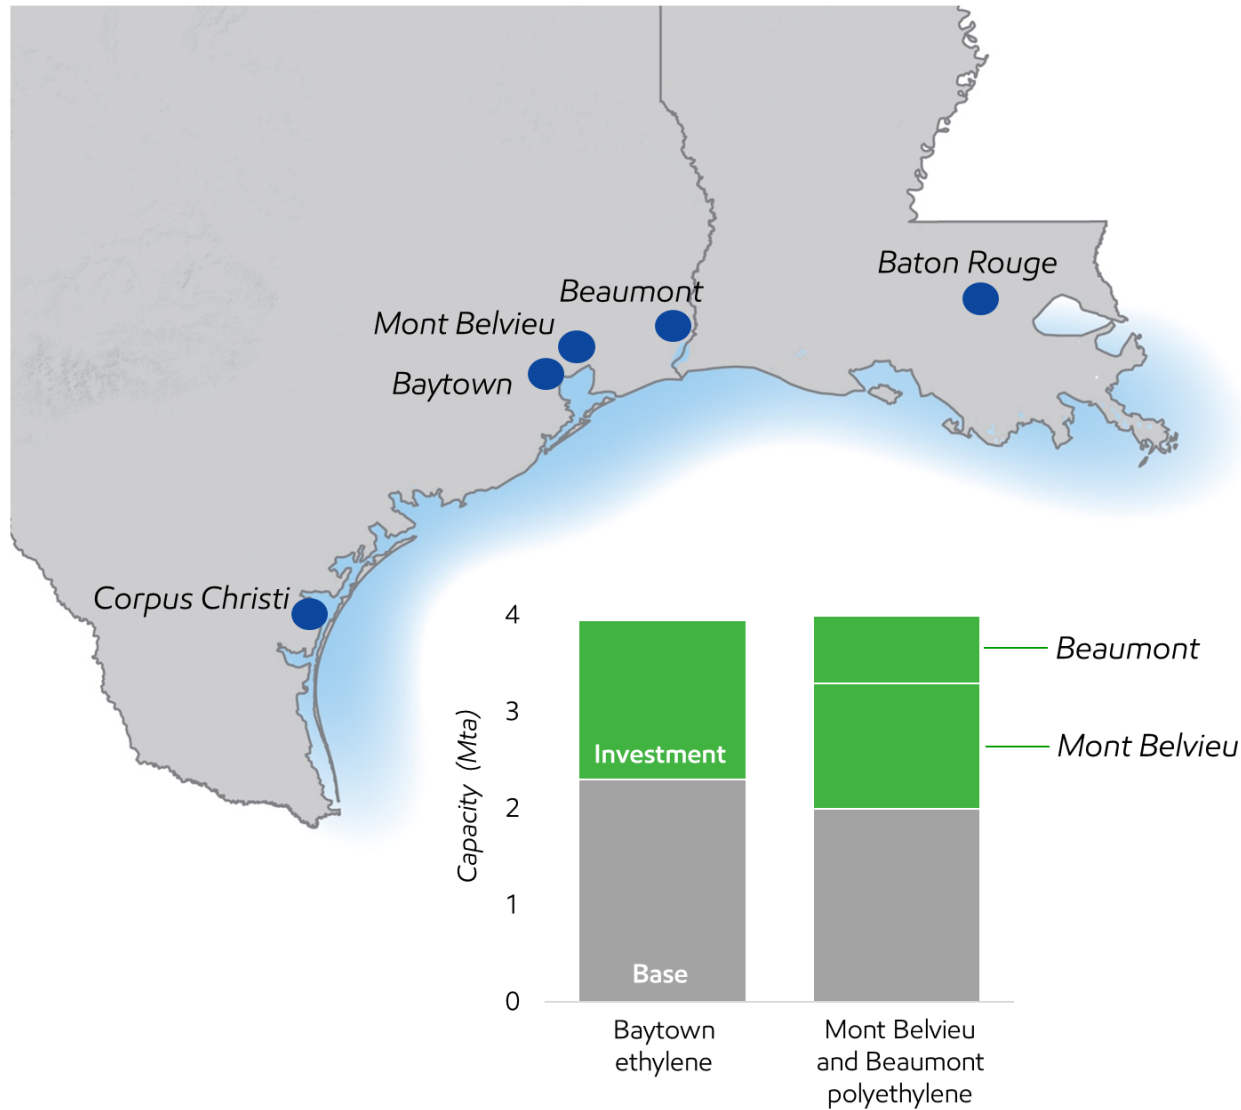 Baton Rouge
Beaumont
Mont Belvieu
Baytown
Corpus Christi
Capacity (Mta)
4
3
2
1
0
Investment
Base
Beaumont
Mont Belvieu
Baytown
ethylene
Mont Belvieu
and Beaumont
polyethylene